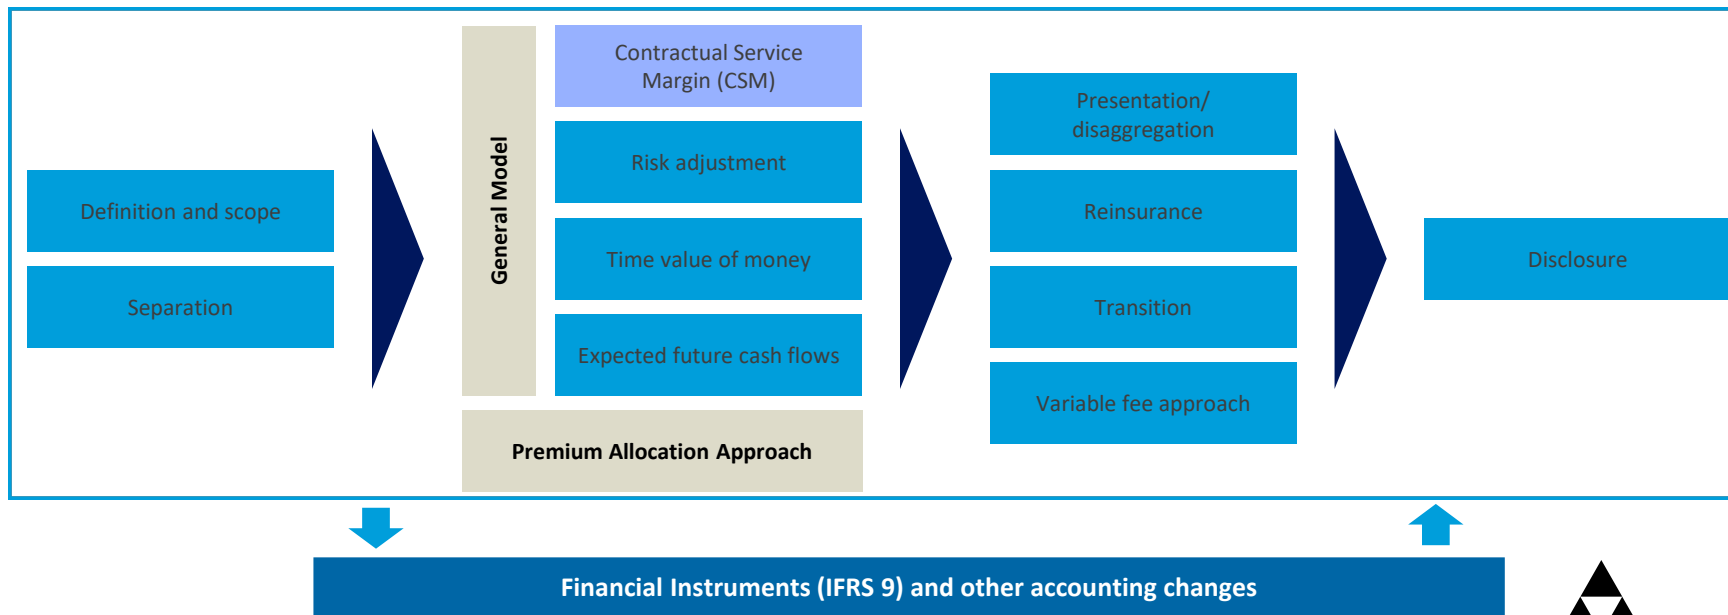 Definition and scope
Separation
General Model
Contractual Service
Margin (CSM)
Risk adjustment
Time value of money
Expected future cash flows
Premium Allocation Approach
Presentation/
disaggregation
Reinsurance
Transition
Variable fee approach
Disclosure
Financial Instruments (IFRS 9) and other accounting changes